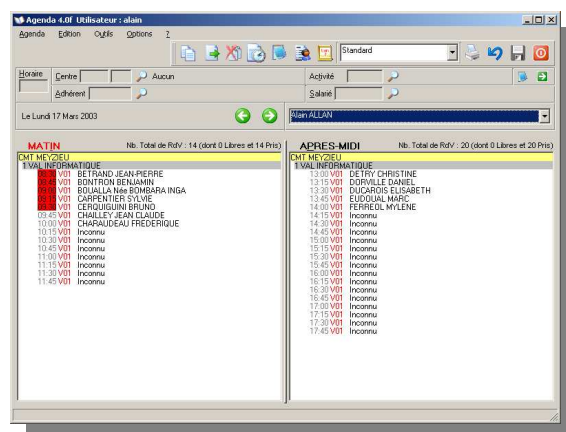 Agenda 4.0f Utilisateur : alain
Agenda Edition Outils Options ?
Standard
Horaire Centre Aucun Activité
Adhérent Salarié
Le Lundi 17 Mars 2003 Alain ALLAN
MATIN Nb. Total de RdV : 14 (dont 0 Libres et 14 Pris)
CMT MEYZIEU
1 VAL INFORMATIQUE
08:30 V01 BETRAND JEAN-PIERRE
08:45 V01 BONTRON BENJAMIN
09:00 V01 BOUALLA Née BOMBARA INGA
09:15 V01 CARPENTIER SYLVIE
09:30 V01 CERQUIGUINI BRUNO
09:45 V01 CHAILLEY JEAN CLAUDE
10:00 V01 CHARAUDEAU FREDERIQUE
10:15 V01 Inconnu
10:30 V01 Inconnu
10:45 V01 Inconnu
11:00 V01 Inconnu
11:15 V01 Inconnu
11:30 V01 Inconnu
11:45 V01 Inconnu
APRES-MIDI Nb. Total de RdV : 20 (dont 0 Libres et 20 Pris)
CMT MEYZIEU
1 VAL INFORMATIQUE
13:00 V01 DETRY CHRISTINE
13:15 V01 DORVILLE DANIEL
13:30 V01 DUCAROIS ELISABETH
13:45 V01 EUDOUAL MARC
14:00 V01 FERREOL MYLENE
14:15 V01 Inconnu
14:30 V01 Inconnu
14:45 V01 Inconnu
15:00 V01 Inconnu
15:15 V01 Inconnu
15:30 V01 Inconnu
15:45 V01 Inconnu
16:00 V01 Inconnu
16:15 V01 Inconnu
16:30 V01 Inconnu
16:45 V01 Inconnu
17:00 V01 Inconnu
17:15 V01 Inconnu
17:30 V01 Inconnu
17:45 V01 Inconnu